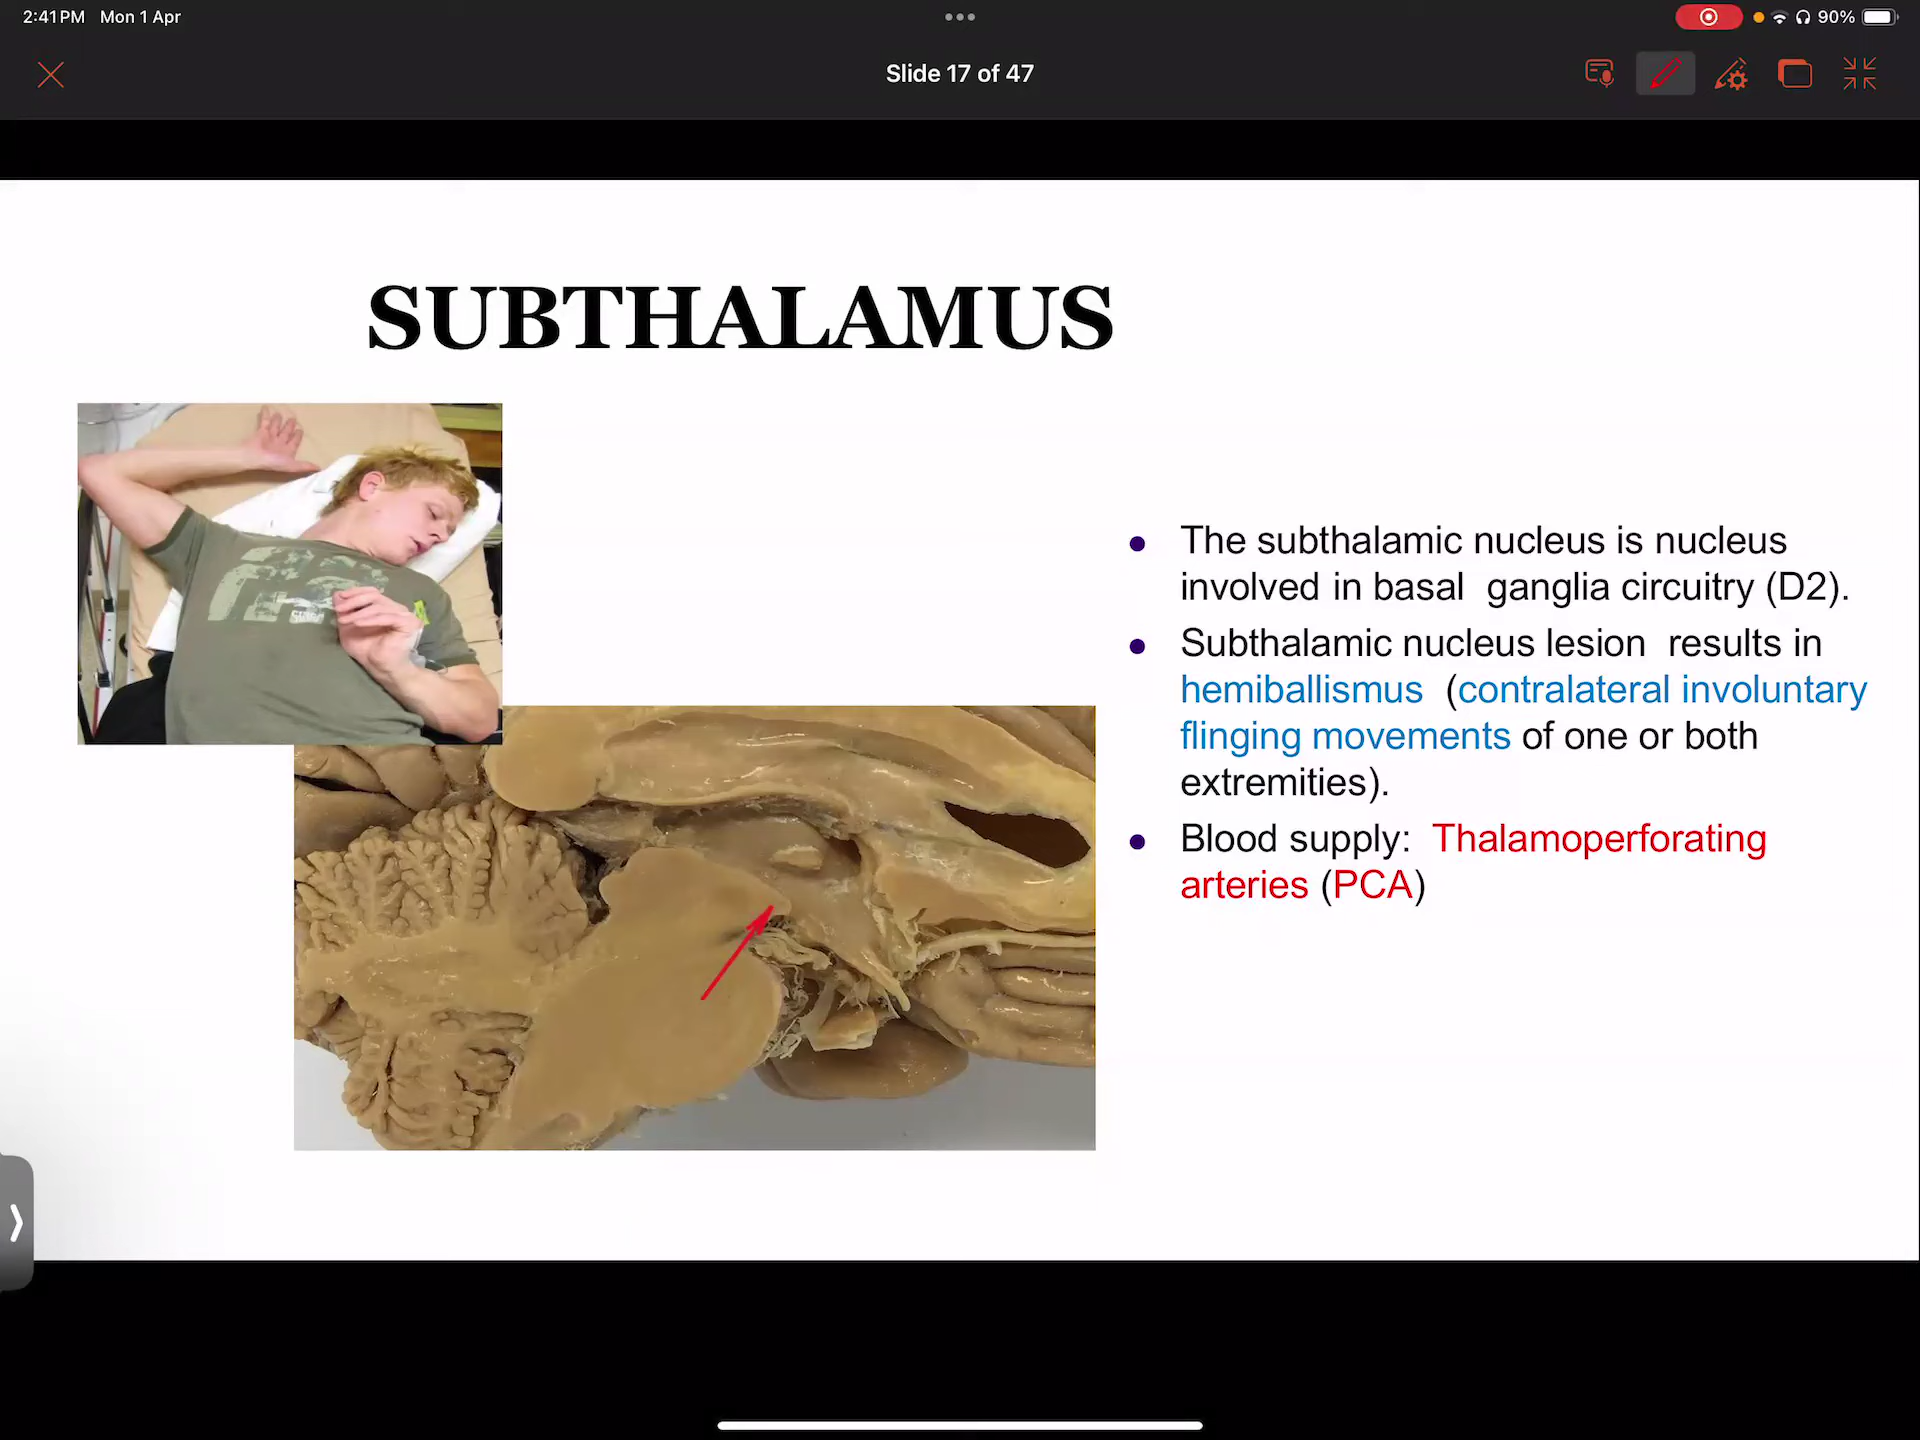 2:41 PM Mon 1 Apr
90%
Slide 17 of 47
SUBTHALAMUS
The subthalamic nucleus is nucleus
involved in basal ganglia circuitry (D2).
Subthalamic nucleus lesion results in
hemiballismus (contralateral involuntary
flinging movements of one or both
extremities).
Blood supply: Thalamoperforating
arteries (PCA)